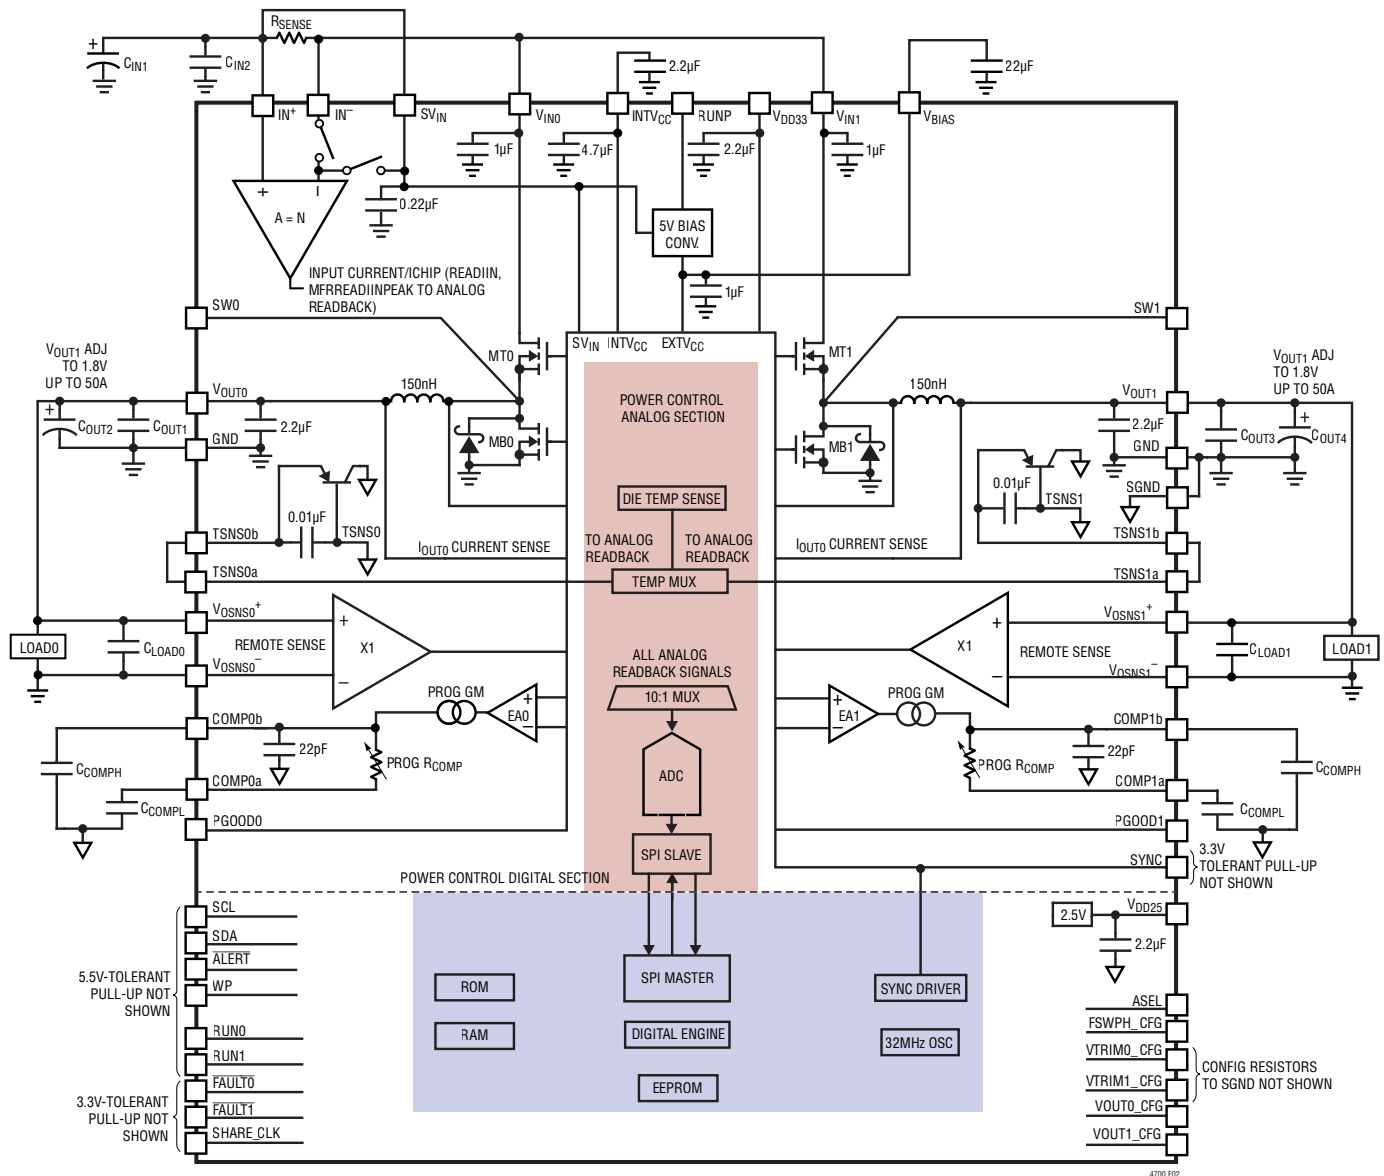 RSENSE
+
CIN1
CIN2
2.2µF
22µF
IN+
IN–
SVIN
VIN0
INTVCC
RUNP
VDD33
VIN1
VBIAS
1µF
4.7µF
2.2µF
1µF
+
–
A = N
0.22µF
5V BIAS
CONV.
1µF
INPUT CURRENT/ICHIP (READIIN,
MFRREADIINPEAK TO ANALOG
READBACK)
SW0
SW1
SVIN
INTVCC
EXTVCC
MT0
MT1
VOUT1 ADJ
TO 1.8V
UP TO 50A
VOUT1 ADJ
TO 1.8V
UP TO 50A
150nH
150nH
POWER CONTROL
ANALOG SECTION
VOUT0
VOUT1
+
COUT2
COUT1
2.2µF
GND
MB0
MB1
2.2µF
GND
COUT3
+
COUT4
SGND
DIE TEMP SENSE
0.01µF
TSNS0
TSNS0b
0.01µF
TSNS1
TSNS1b
IOUT0 CURRENT SENSE
TO ANALOG
READBACK
TO ANALOG
READBACK
IOUT0 CURRENT SENSE
TSNS0a
TEMP MUX
TSNS1a
VOSNS0+
+
X1
–
REMOTE SENSE
VOSNS0–
LOAD0
CLOAD0
VOSNS1+
+
X1
–
REMOTE SENSE
VOSNS1–
CLOAD1
LOAD1
ALL ANALOG
READBACK SIGNALS
10:1 MUX
PROG GM
+
–
EA0
PROG GM
+
–
EA1
COMP0b
COMP1b
22pF
PROG RCOMP
ADC
PROG RCOMP
22pF
CCOMPH
CCOMPL
COMP0a
COMP1a
CCOMPL
CCOMPH
PGOOD0
PGOOD1
SPI SLAVE
SYNC
3.3V
TOLERANT PULL-UP
NOT SHOWN
POWER CONTROL DIGITAL SECTION
SCL
SDA
ALERT
WP
RUN0
RUN1
5.5V-TOLERANT
PULL-UP NOT
SHOWN
FAULT0
FAULT1
SHARE_CLK
3.3V-TOLERANT
PULL-UP NOT
SHOWN
2.5V
VDD25
2.2µF
ROM
SPI MASTER
SYNC DRIVER
RAM
DIGITAL ENGINE
32MHz OSC
EEPROM
ASEL
FSWPH_CFG
VTRIM0_CFG
VTRIM1_CFG
VOUT0_CFG
VOUT1_CFG
CONFIG RESISTORS
TO SGND NOT SHOWN
4700 F02